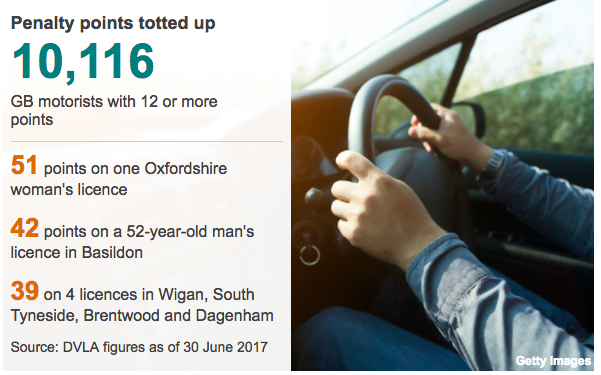 Penalty points totted up
10,116
GB motorists with 12 or more
points
51 points on one Oxfordshire
woman's licence
42 points on a 52-year-old man's
licence in Basildon
39 on 4 licences in Wigan, South
Tyneside, Brentwood and Dagenham
Source: DVLA figures as of 30 June 2017
Getty Images